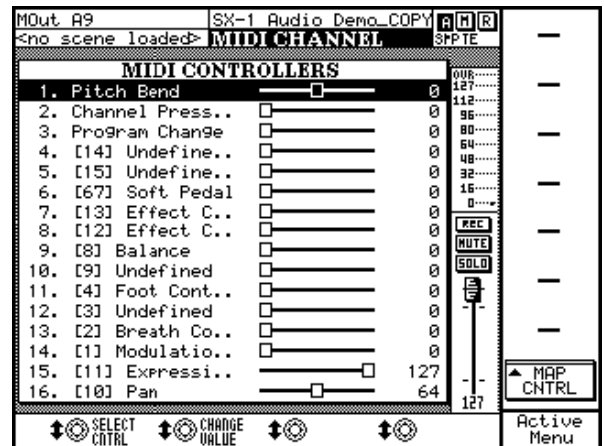 MOut A9
SX-1 Audio Demo_COPY
A M R
<no scene loaded>
MIDI CHANNEL
SMPTE
MIDI CONTROLLERS
1. Pitch Bend 0
2. Channel Press.. 0
3. Program Change 0
4. [14] Undefine.. 0
5. [15] Undefine.. 0
6. [67] Soft Pedal 0
7. [13] Effect C.. 0
8. [12] Effect C.. 0
9. [8] Balance 0
10. [9] Undefined 0
11. [4] Foot Cont.. 0
12. [3] Undefined 0
13. [2] Breath Co.. 0
14. [1] Modulatio.. 0
15. [11] Expressi.. 127
16. [10] Pan 64
OVR
127
112
96
80
64
48
32
16
0
REC
MUTE
SOLO
127
MAP
CNTRL
SELECT
CNTRL
CHANGE
VALUE
Active
Menu